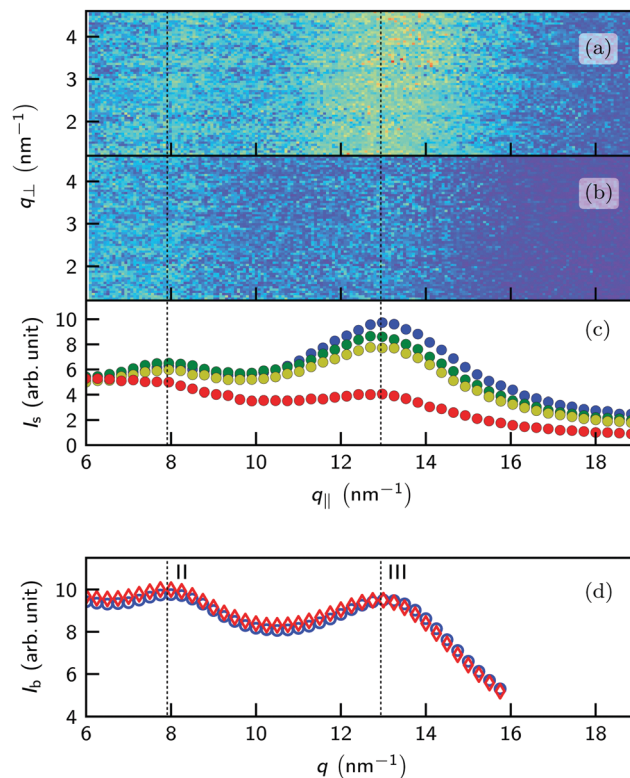 4
3
2
(a)
4
3
2
(b)
q⊥ (nm⁻¹)
10
8
6
4
2
0
Iₛ (arb. unit)
(c)
6 8 10 12 14 16 18
q∥ (nm⁻¹)
10
8
6
4
I_b (arb. unit)
II
III
(d)
6 8 10 12 14 16 18
q (nm⁻¹)